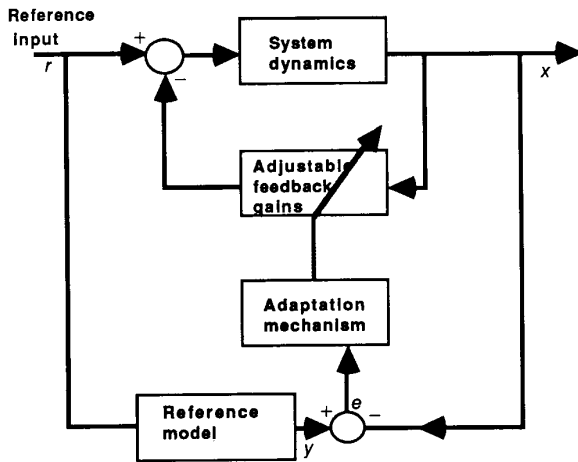 Reference
input
r
+
−
System
dynamics
x
Adjustable
feedback
gains
Adaptation
mechanism
Reference
model
y
+
e
−